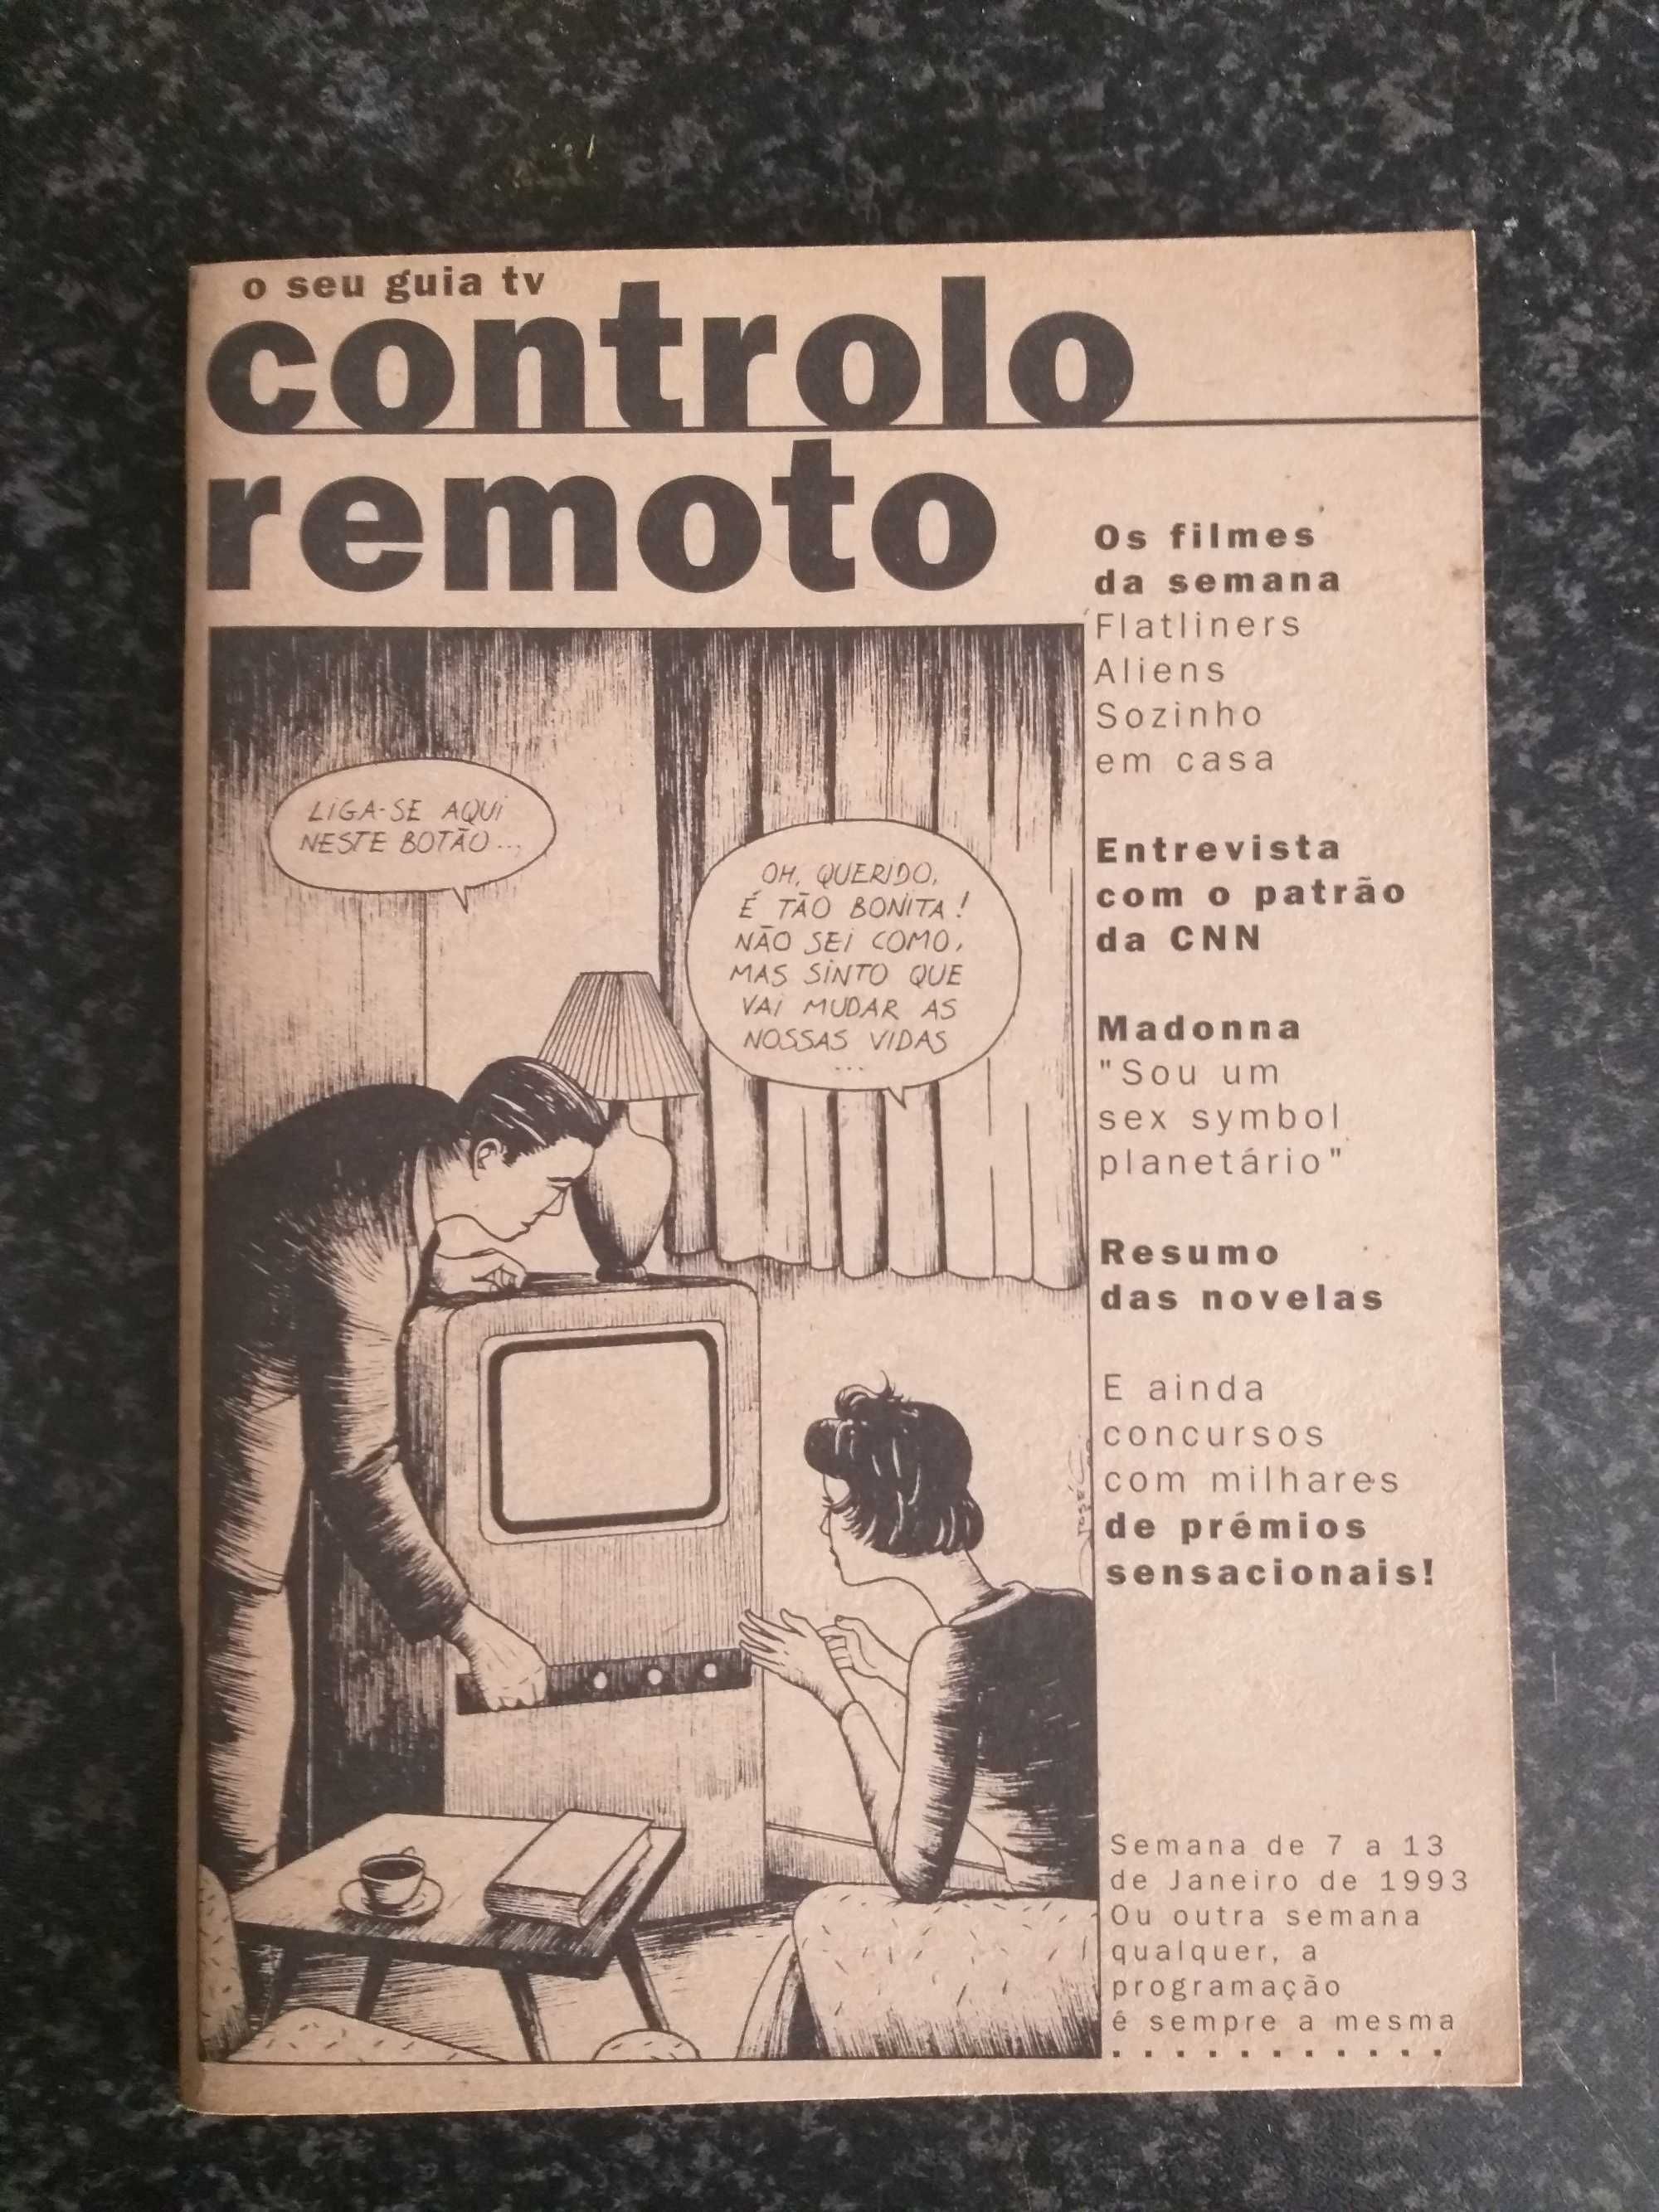 o seu guia tv
controlo
remoto
LIGA-SE AQUI
NESTE BOTÃO...
OH, QUERIDO,
É TÃO BONITA!
NÃO SEI COMO,
MAS SINTO QUE
VAI MUDAR AS
NOSSAS VIDAS
...
Os filmes
da semana
Flatliners
Aliens
Sozinho
em casa
Entrevista
com o patrão
da CNN
Madonna
"Sou um
sex symbol
planetário"
Resumo
das novelas
E ainda
concursos
com milhares
de prémios
sensacionais!
Semana de 7 a 13
de Janeiro de 1993
Ou outra semana
qualquer, a
programação
é sempre a mesma